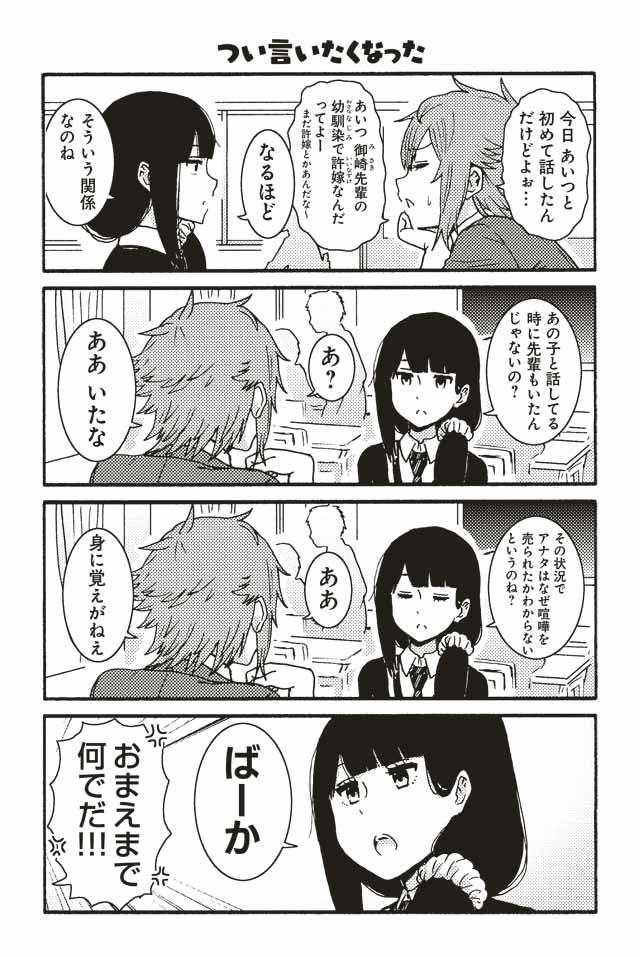 つい言いたくなった
今日 あいつと
初めて話したん
だけどよぉ…
あいつ 御崎先輩の
幼馴染で許嫁なんだ
ってよー
まだ許嫁とかあんだな〜
なるほど
そういう関係
なのね
あの子と話してる
時に先輩もいたん
じゃないの?
あ?
ああ いたな
その状況で
アナタはなぜ喧嘩を
売られたかわからない
というのね?
ああ
身に覚えがねえ
ばーか
おまえまで
何でだ!!!